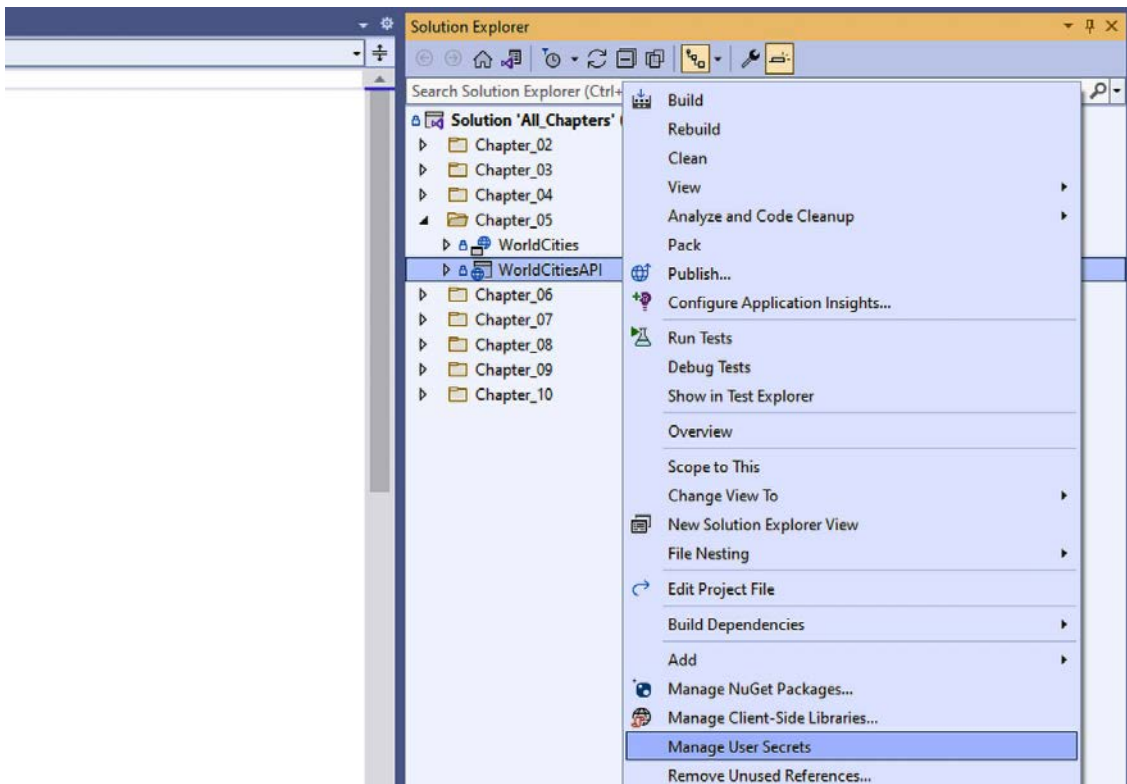 Solution Explorer
Search Solution Explorer (Ctrl+
Solution 'All_Chapters' (
Chapter_02
Chapter_03
Chapter_04
Chapter_05
WorldCities
WorldCitiesAPI
Chapter_06
Chapter_07
Chapter_08
Chapter_09
Chapter_10
Build
Rebuild
Clean
View
Analyze and Code Cleanup
Pack
Publish...
Configure Application Insights...
Run Tests
Debug Tests
Show in Test Explorer
Overview
Scope to This
Change View To
New Solution Explorer View
File Nesting
Edit Project File
Build Dependencies
Add
Manage NuGet Packages...
Manage Client-Side Libraries...
Manage User Secrets
Remove Unused References...